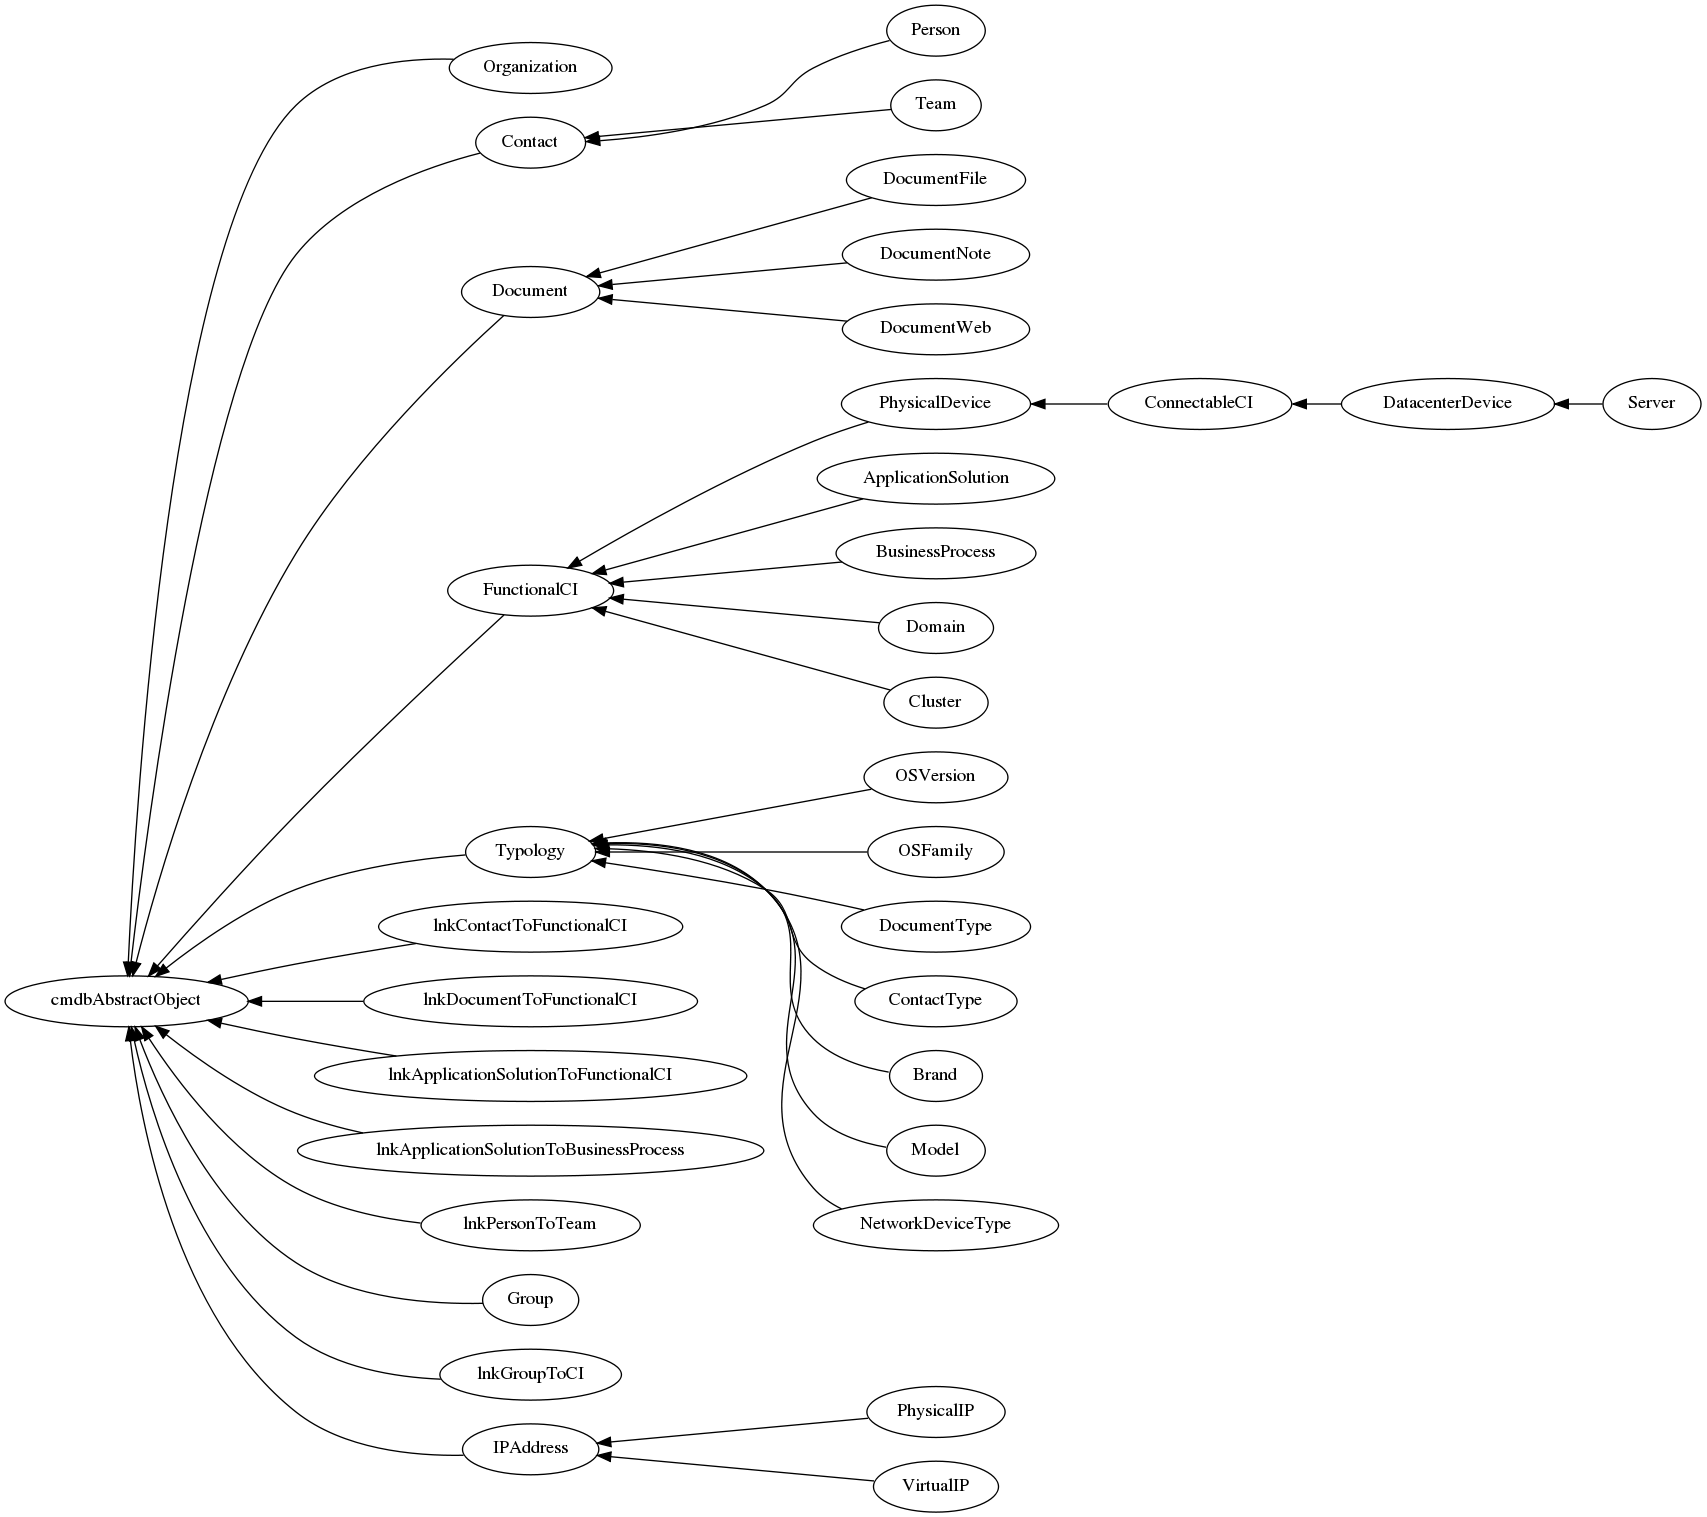 Person
Organization
Team
Contact
DocumentFile
DocumentNote
Document
DocumentWeb
PhysicalDevice
ConnectableCI
DatacenterDevice
Server
ApplicationSolution
BusinessProcess
FunctionalCI
Domain
Cluster
OSVersion
Typology
OSFamily
lnkContactToFunctionalCI
DocumentType
cmdbAbstractObject
lnkDocumentToFunctionalCI
ContactType
lnkApplicationSolutionToFunctionalCI
Brand
lnkApplicationSolutionToBusinessProcess
Model
lnkPersonToTeam
NetworkDeviceType
Group
lnkGroupToCI
PhysicalIP
IPAddress
VirtualIP